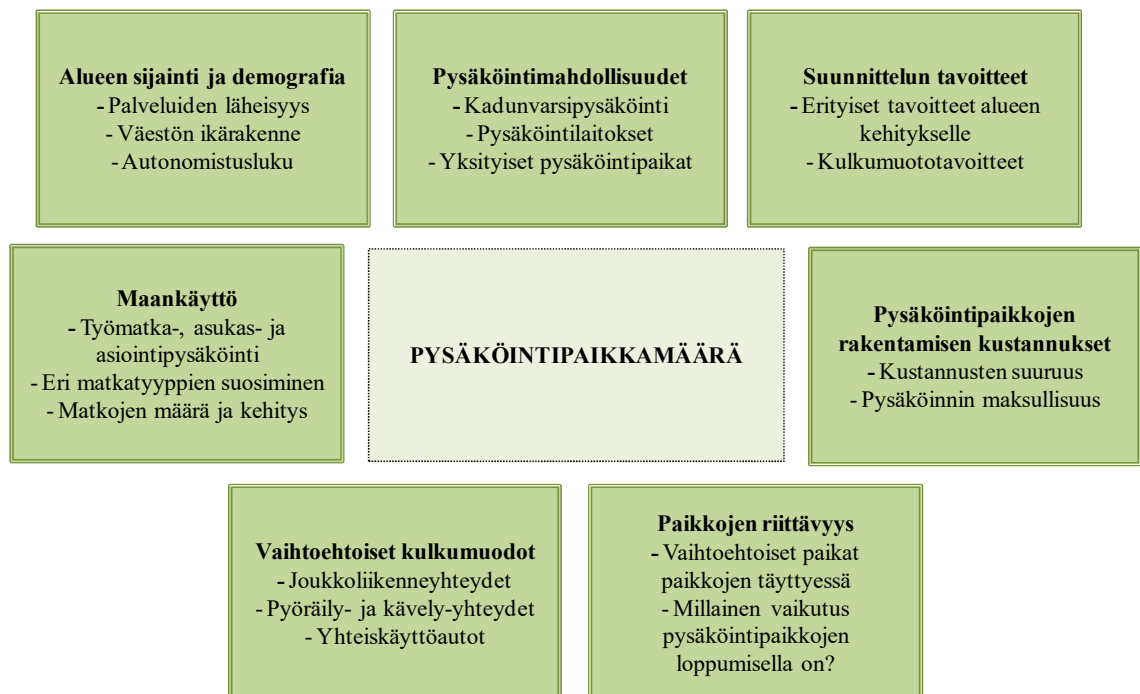 Alueen sijainti ja demografia
- Palveluiden läheisyys
- Väestön ikärakenne
- Autonomistusluku
Pysäköintimahdollisuudet
- Kadunvarsipysäköinti
- Pysäköintilaitokset
- Yksityiset pysäköintipaikat
Suunnittelun tavoitteet
- Erityiset tavoitteet alueen
kehitykselle
- Kulkumuototavoitteet
Maankäyttö
- Työmatka-, asukas- ja
asiointipysäköinti
- Eri matkatyyppien suosiminen
- Matkojen määrä ja kehitys
PYSÄKÖINTIPAIKKAMÄÄRÄ
Pysäköintipaikkojen
rakentamisen kustannukset
- Kustannusten suuruus
- Pysäköinnin maksullisuus
Vaihtoehtoiset kulkumuodot
- Joukkoliikenneyhteydet
- Pyöräily- ja kävely-yhteydet
- Yhteiskäyttöautot
Paikkojen riittävyys
- Vaihtoehtoiset paikat
paikkojen täyttyessä
- Millainen vaikutus
pysäköintipaikkojen
loppumisella on?